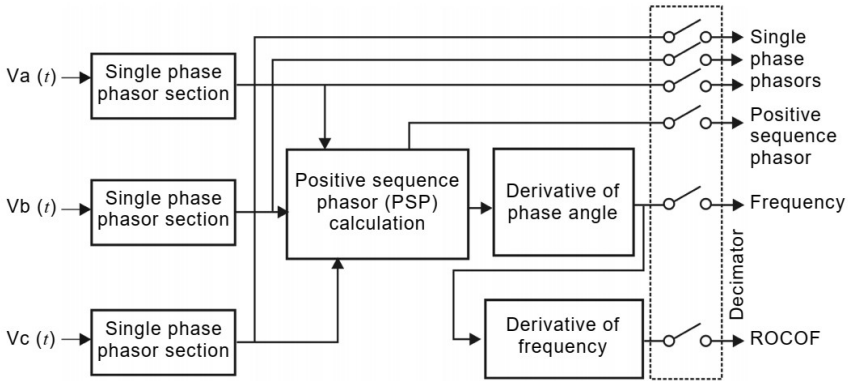 Va (t)
Single phase
phasor section
Vb (t)
Single phase
phasor section
Vc (t)
Single phase
phasor section
Positive sequence
phasor (PSP)
calculation
Derivative of
phase angle
Derivative of
frequency
Decimator
Single
phase
phasors
Positive
sequence
phasor
Frequency
ROCOF